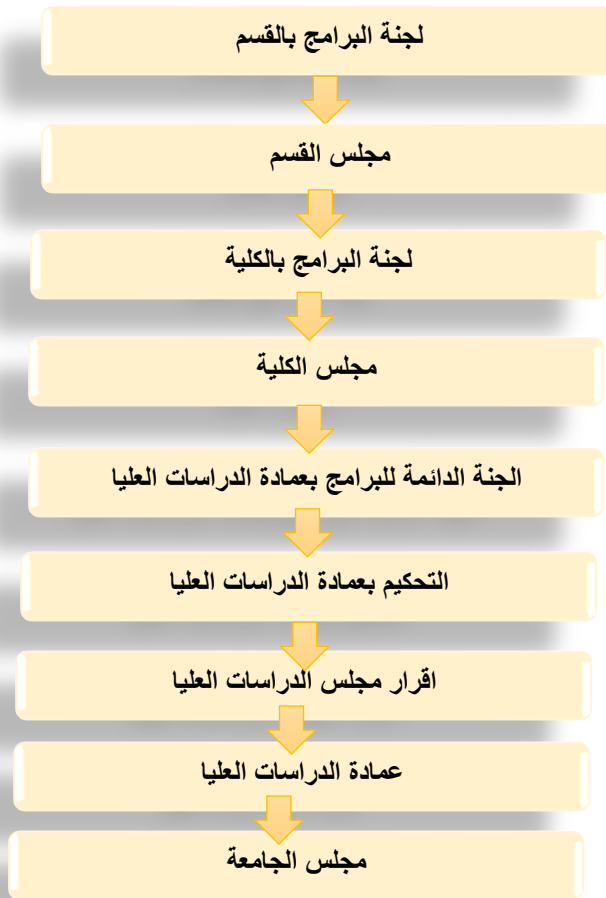 لجنة البرامج بالقسم
مجلس القسم
لجنة البرامج بالكلية
مجلس الكلية
الجنة الدائمة للبرامج بعمادة الدراسات العليا
التحكيم بعمادة الدراسات العليا
اقرار مجلس الدراسات العليا
عمادة الدراسات العليا
مجلس الجامعة